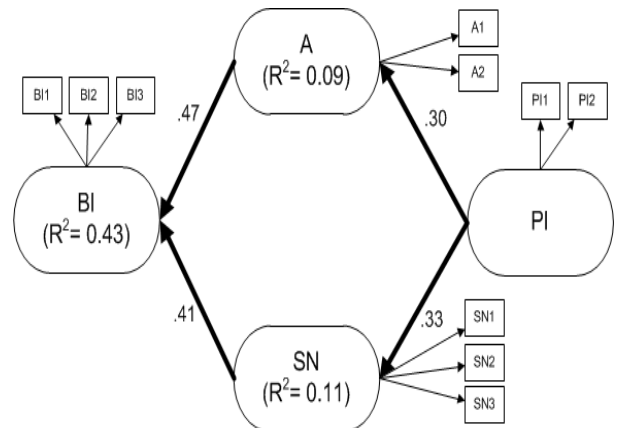 A
(R²= 0.09)
A1
A2
BI1
BI2
BI3
PI1
PI2
.47
.30
BI
(R²= 0.43)
PI
.41
.33
SN
(R²= 0.11)
SN1
SN2
SN3